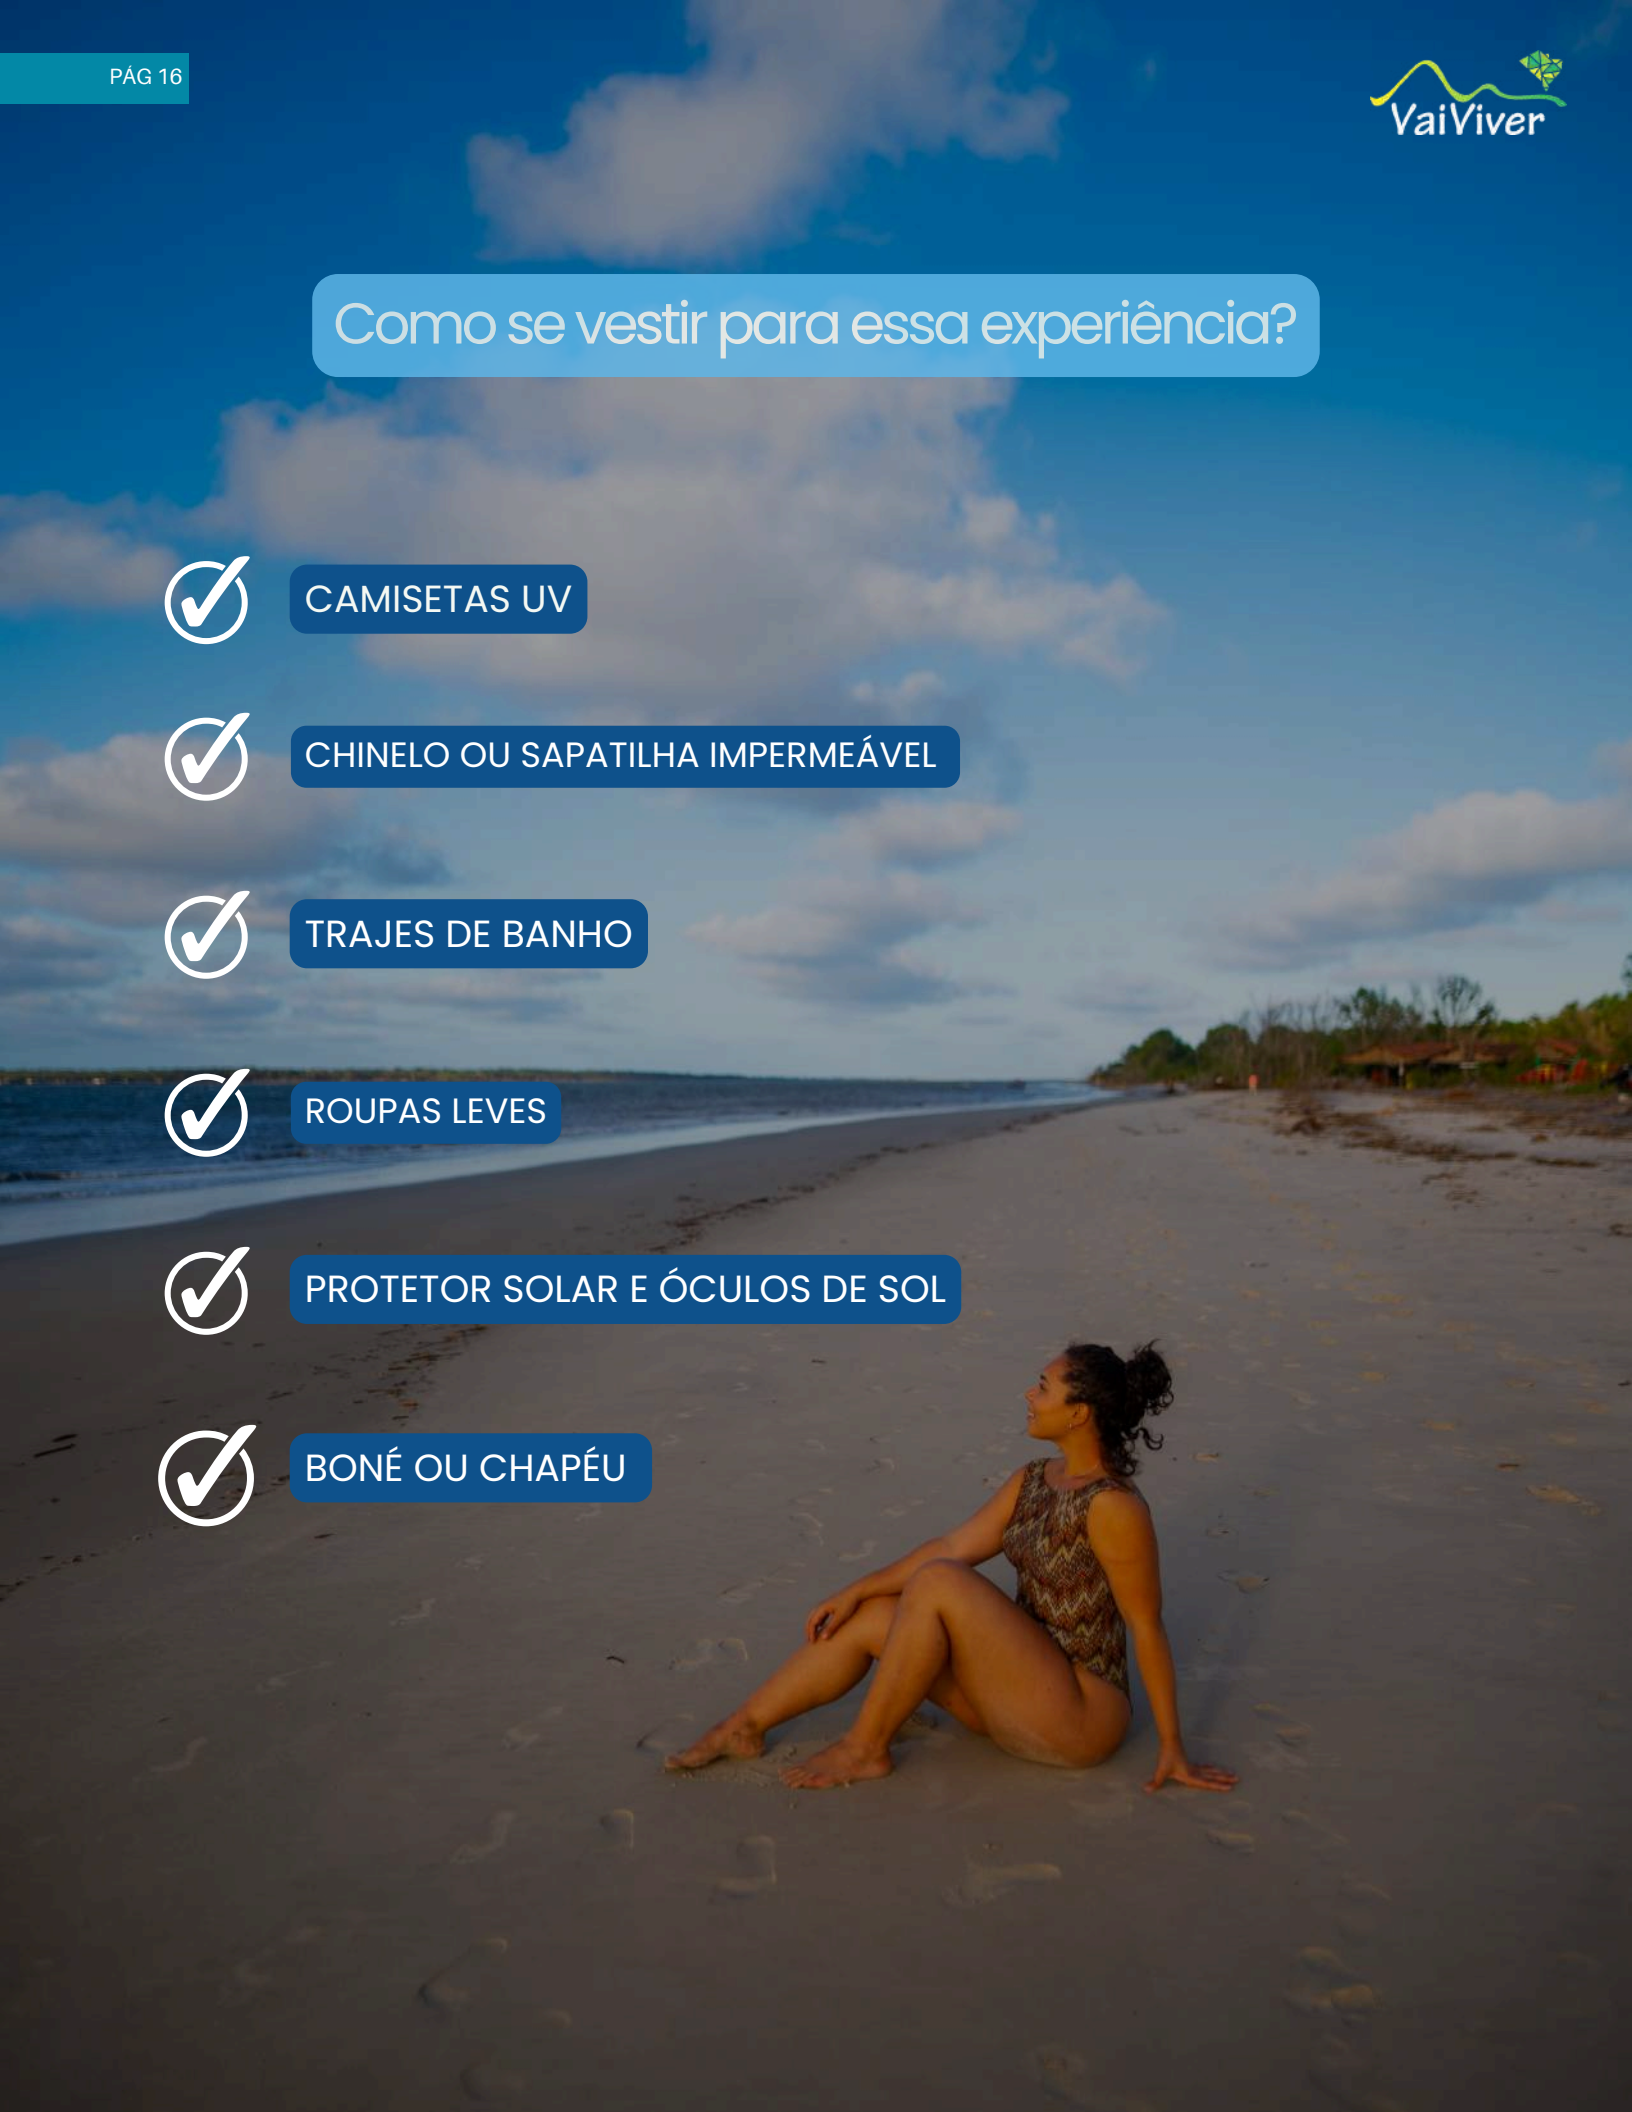 PÁG 16
VaiViver
Como se vestir para essa experiência?
CAMISETAS UV
CHINELO OU SAPATILHA IMPERMEÁVEL
TRAJES DE BANHO
ROUPAS LEVES
PROTETOR SOLAR E ÓCULOS DE SOL
BONÉ OU CHAPÉU